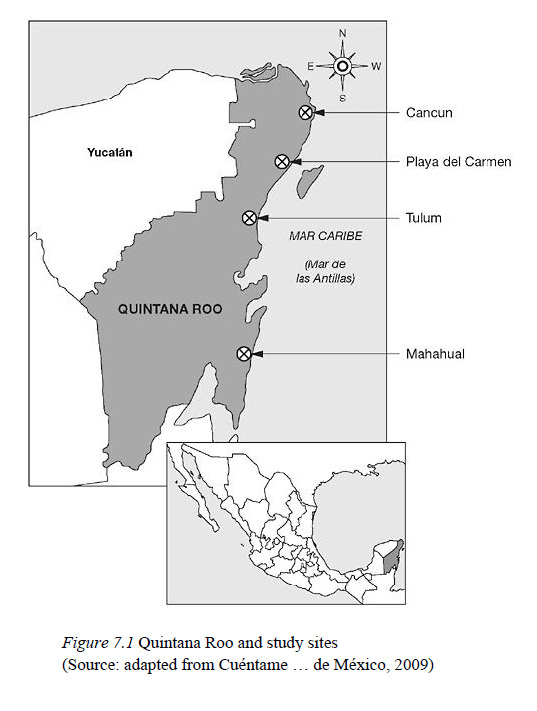 N
E
W
S
Cancun
Yucatán
Playa del Carmen
Tulum
MAR CARIBE
(Mar de
las Antillas)
QUINTANA ROO
Mahahual
Figure 7.1 Quintana Roo and study sites
(Source: adapted from Cuéntame … de México, 2009)